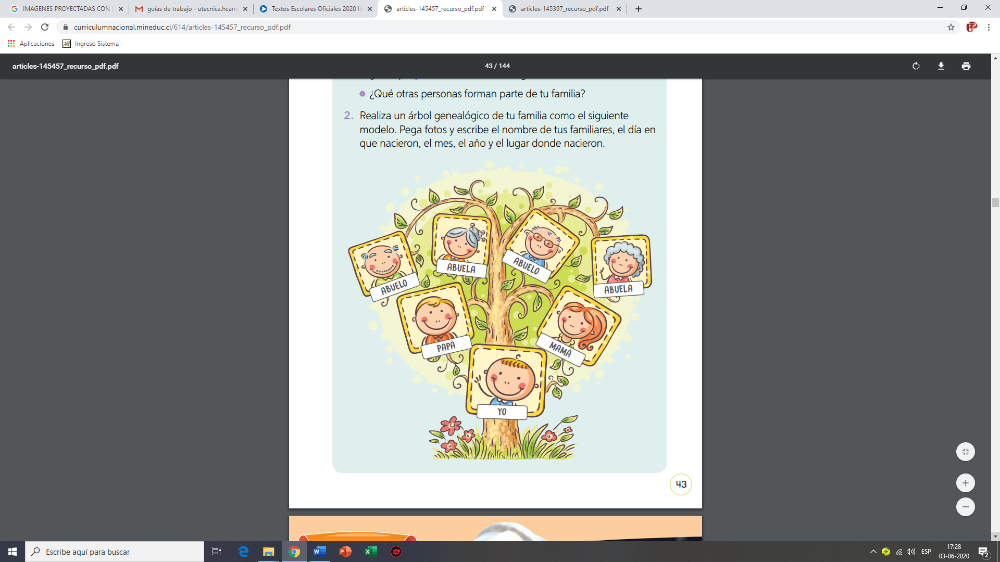 IMAGENES PROYECTADAS CON L
guías de trabajo - utecnica.hcarre
Textos Escolares Oficiales 2020 li
articles-145457_recurso_pdf.pdf
articles-145397_recurso_pdf.pdf
curriculumnacional.mineduc.cl/614/articles-145457_recurso_pdf.pdf
Aplicaciones
Ingreso Sistema
articles-145457_recurso_pdf.pdf
43 / 144
¿Qué otras personas forman parte de tu familia?
2. Realiza un árbol genealógico de tu familia como el siguiente
modelo. Pega fotos y escribe el nombre de tus familiares, el día en
que nacieron, el mes, el año y el lugar donde nacieron.
ABUELO
ABUELA
ABUELO
ABUELA
PAPÁ
MAMÁ
YO
43
Escribe aquí para buscar
ESP
17:28
03-06-2020
2